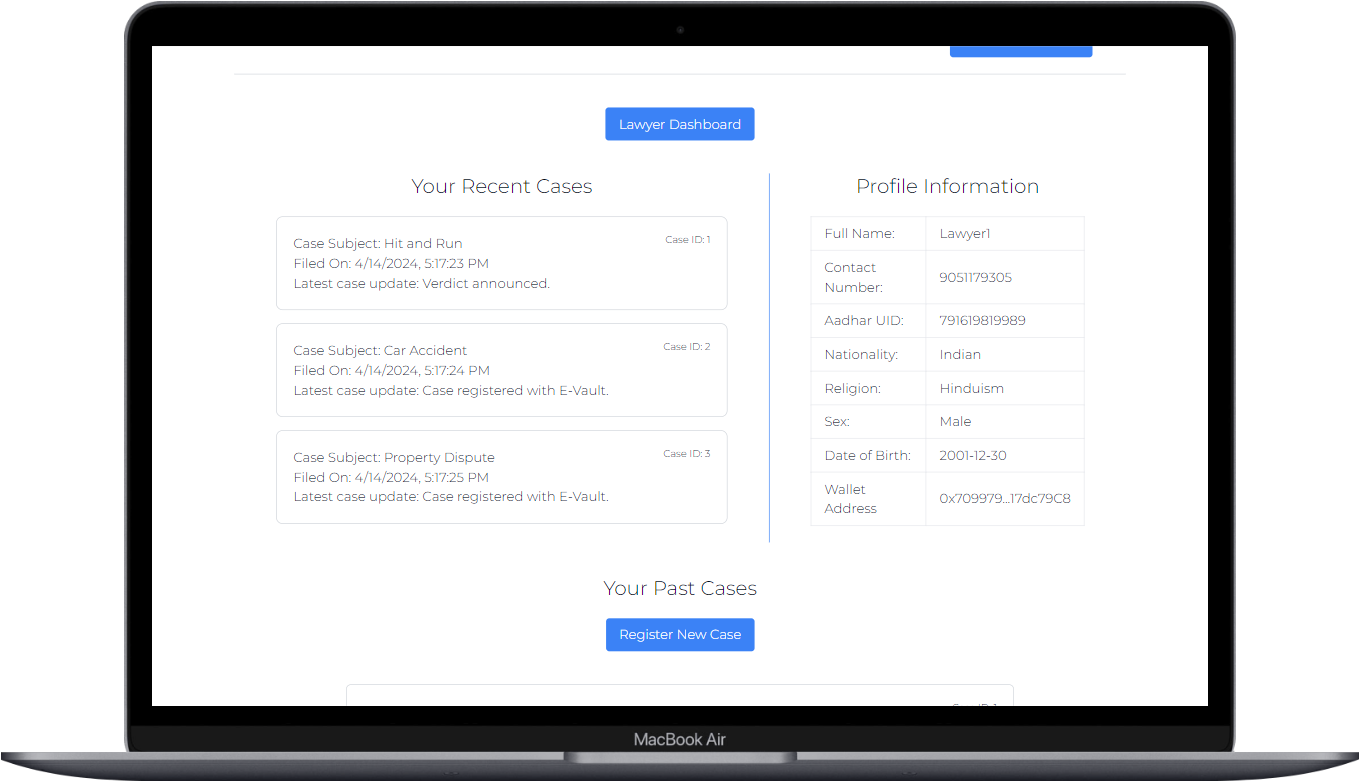 Lawyer Dashboard
Your Recent Cases
Case Subject: Hit and Run
Case ID: 1
Filed On: 4/14/2024, 5:17:23 PM
Latest case update: Verdict announced.
Case Subject: Car Accident
Case ID: 2
Filed On: 4/14/2024, 5:17:24 PM
Latest case update: Case registered with E-Vault.
Case Subject: Property Dispute
Case ID: 3
Filed On: 4/14/2024, 5:17:25 PM
Latest case update: Case registered with E-Vault.
Profile Information
Full Name:
Lawyer1
Contact
Number:
9051179305
Aadhar UID:
791619819989
Nationality:
Indian
Religion:
Hinduism
Sex:
Male
Date of Birth:
2001-12-30
Wallet
Address
0x709979...17dc79C8
Your Past Cases
Register New Case
MacBook Air